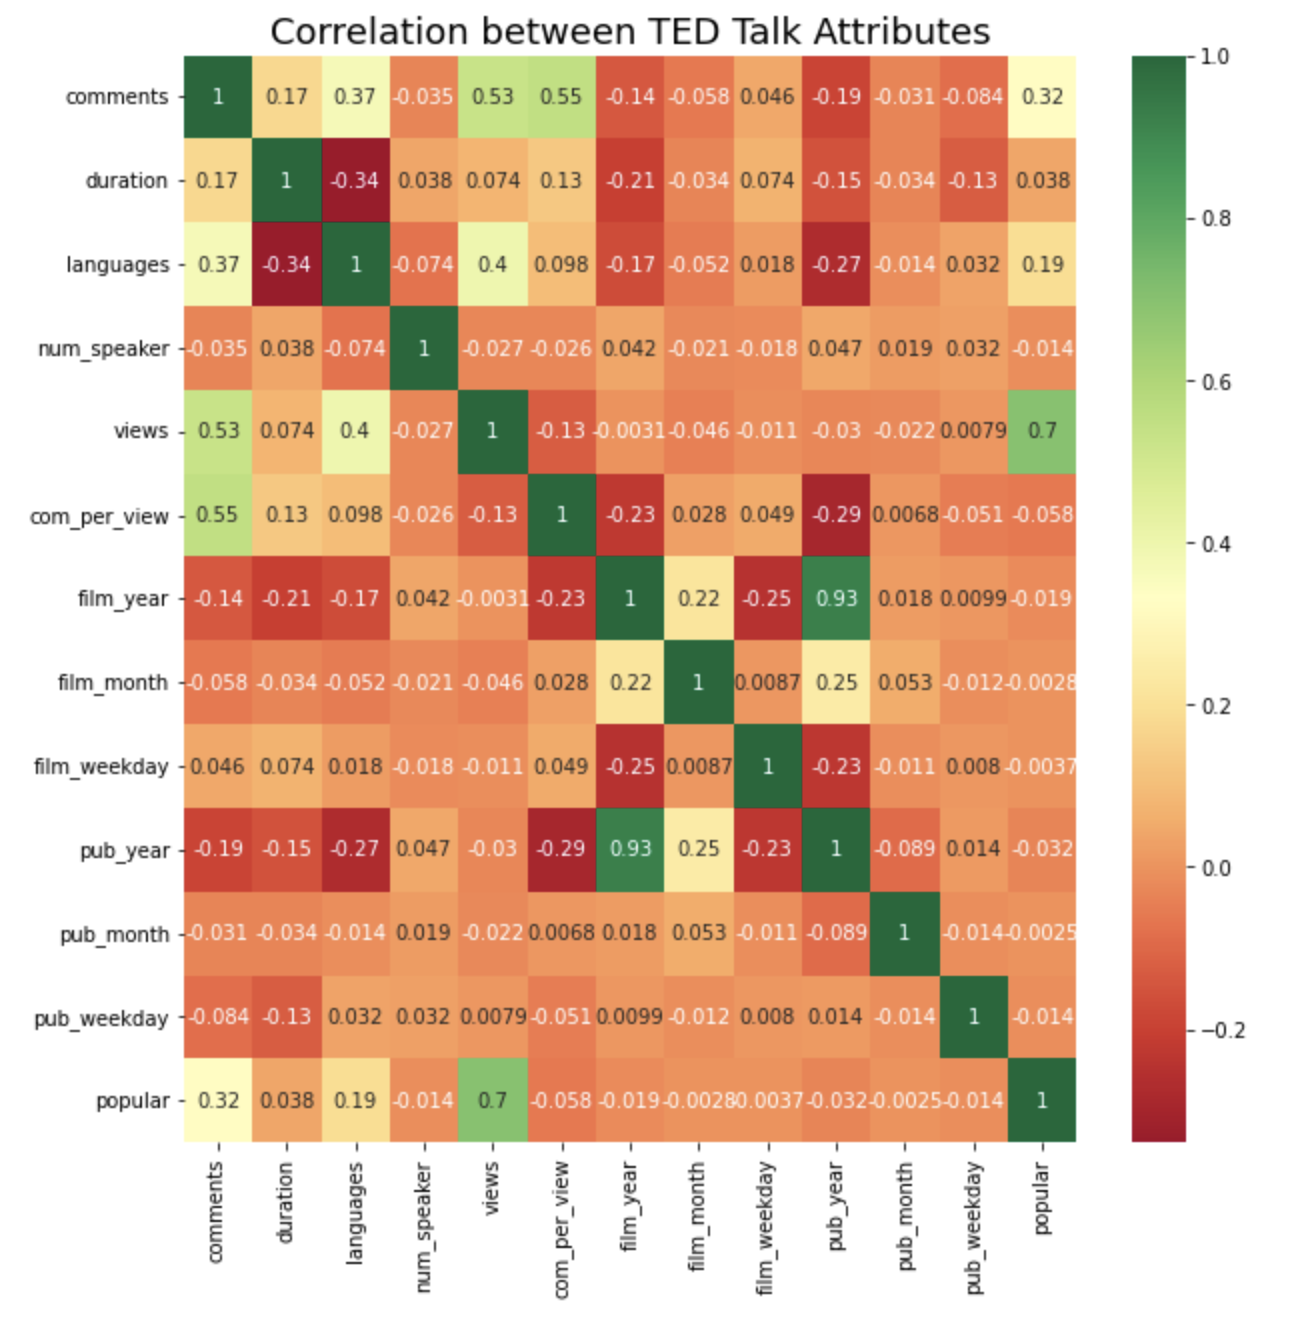 Correlation between TED Talk Attributes
comments 1 0.17 0.37 -0.035 0.53 0.55 -0.14 -0.058 0.046 -0.19 -0.031 -0.084 0.32
duration 0.17 1 -0.34 0.038 0.074 0.13 -0.21 -0.034 0.074 -0.15 -0.034 -0.13 0.038
languages 0.37 -0.34 1 -0.074 0.4 0.098 -0.17 -0.052 0.018 -0.27 -0.014 0.032 0.19
num_speaker -0.035 0.038 -0.074 1 -0.027 -0.026 0.042 -0.021 -0.018 0.047 0.019 0.032 -0.014
views 0.53 0.074 0.4 -0.027 1 -0.13 -0.0031 -0.046 -0.011 -0.03 -0.022 0.0079 0.7
com_per_view 0.55 0.13 0.098 -0.026 -0.13 1 -0.23 0.028 0.049 -0.29 0.0068 -0.051 -0.058
film_year -0.14 -0.21 -0.17 0.042 -0.0031 -0.23 1 0.22 -0.25 0.93 0.018 0.0099 -0.019
film_month -0.058 -0.034 -0.052 -0.021 -0.046 0.028 0.22 1 0.0087 0.25 0.053 -0.012 -0.0028
film_weekday 0.046 0.074 0.018 -0.018 -0.011 0.049 -0.25 0.0087 1 -0.23 -0.011 0.008 -0.0037
pub_year -0.19 -0.15 -0.27 0.047 -0.03 -0.29 0.93 0.25 -0.23 1 -0.089 0.014 -0.032
pub_month -0.031 -0.034 -0.014 0.019 -0.022 0.0068 0.018 0.053 -0.011 -0.089 1 -0.014 -0.0025
pub_weekday -0.084 -0.13 0.032 0.032 0.0079 -0.051 0.0099 -0.012 0.008 0.014 -0.014 1 -0.014
popular 0.32 0.038 0.19 -0.014 0.7 -0.058 -0.019 -0.0028 -0.0037 -0.032 -0.0025 -0.014 1
comments
duration
languages
num_speaker
views
com_per_view
film_year
film_month
film_weekday
pub_year
pub_month
pub_weekday
popular
1.0
0.8
0.6
0.4
0.2
0.0
−0.2